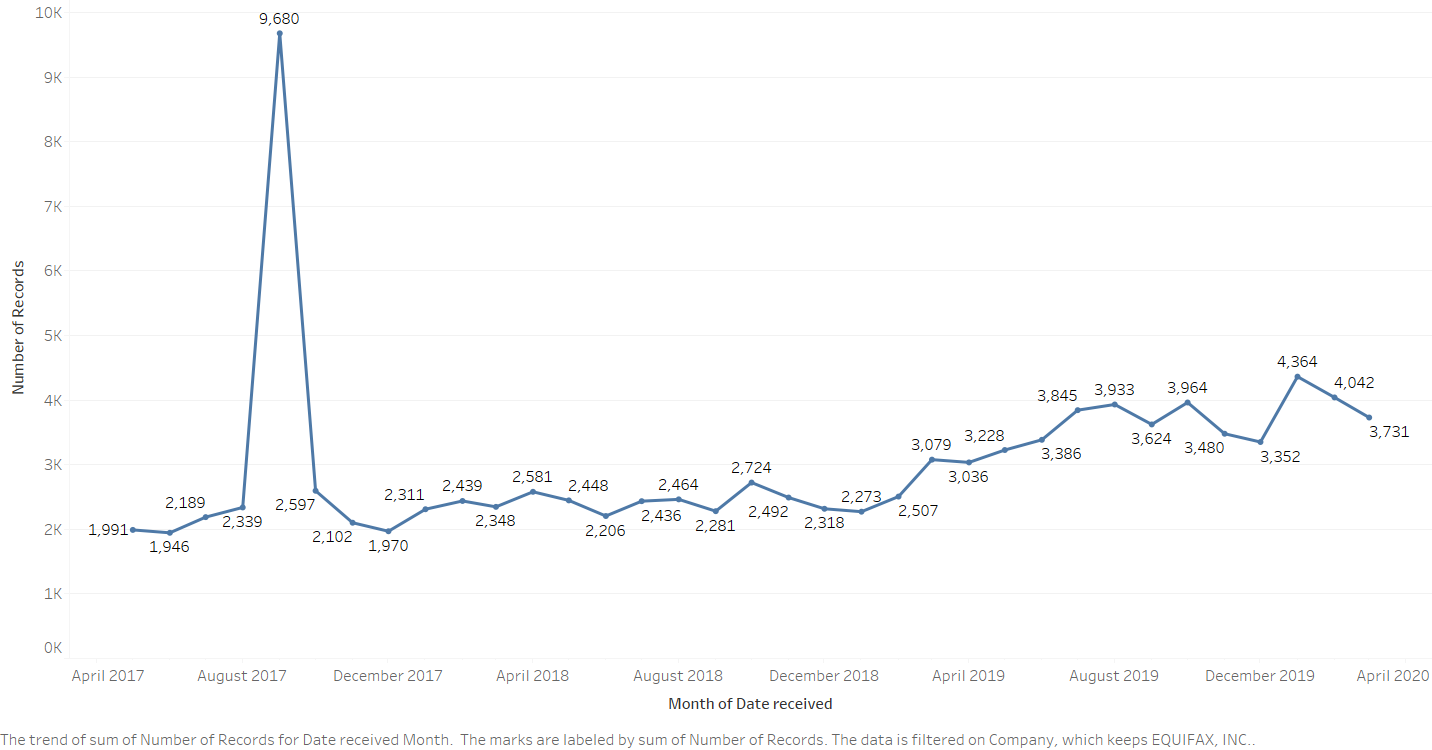 10K
9K
8K
7K
6K
5K
4K
3K
2K
1K
0K
Number of Records
1,991
1,946
2,189
2,339
9,680
2,597
2,102
1,970
2,311
2,439
2,348
2,581
2,448
2,206
2,436
2,464
2,281
2,724
2,492
2,318
2,273
2,507
3,079
3,036
3,228
3,386
3,845
3,933
3,624
3,964
3,480
3,352
4,364
4,042
3,731
April 2017 August 2017 December 2017 April 2018 August 2018 December 2018 April 2019 August 2019 December 2019 April 2020
Month of Date received
The trend of sum of Number of Records for Date received Month. The marks are labeled by sum of Number of Records. The data is filtered on Company, which keeps EQUIFAX, INC..